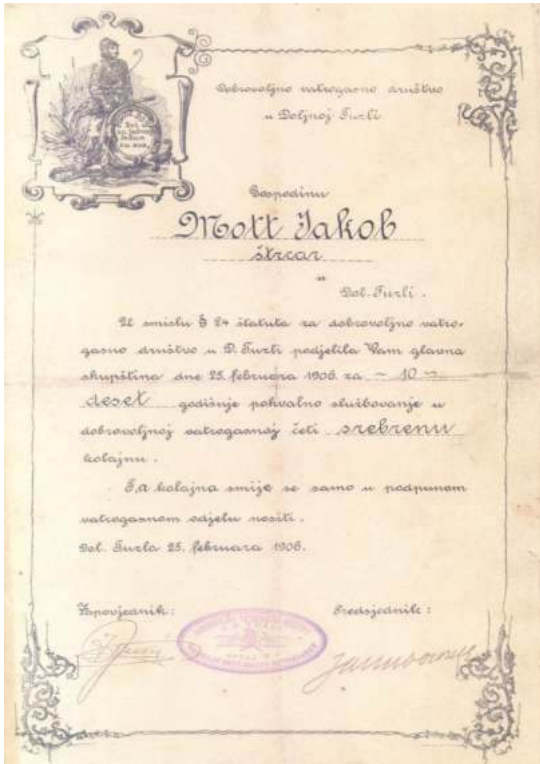 Dobrovoljno vatrogasno društvo
u Doljnoj Tuzli
Gospodinu
Mott Jakob
štrcar
u
Dol. Tuzli.
U smislu § 24 štatuta za dobrovoljno vatro-
gasno društvo u D. Tuzli podjelila Vam glavna
skupština dne 25. februara 1906. za ~ 10 ~
deset godišnje pohvalno službovanje u
dobrovoljnoj vatrogasnoj četi srebrenu
kolajnu.
Ta kolajna smije se samo u podpunom
vatrogasnom odjelu nositi.
Dol. Tuzla 25. februara 1906.
Zapovjednik: Predsjednik: